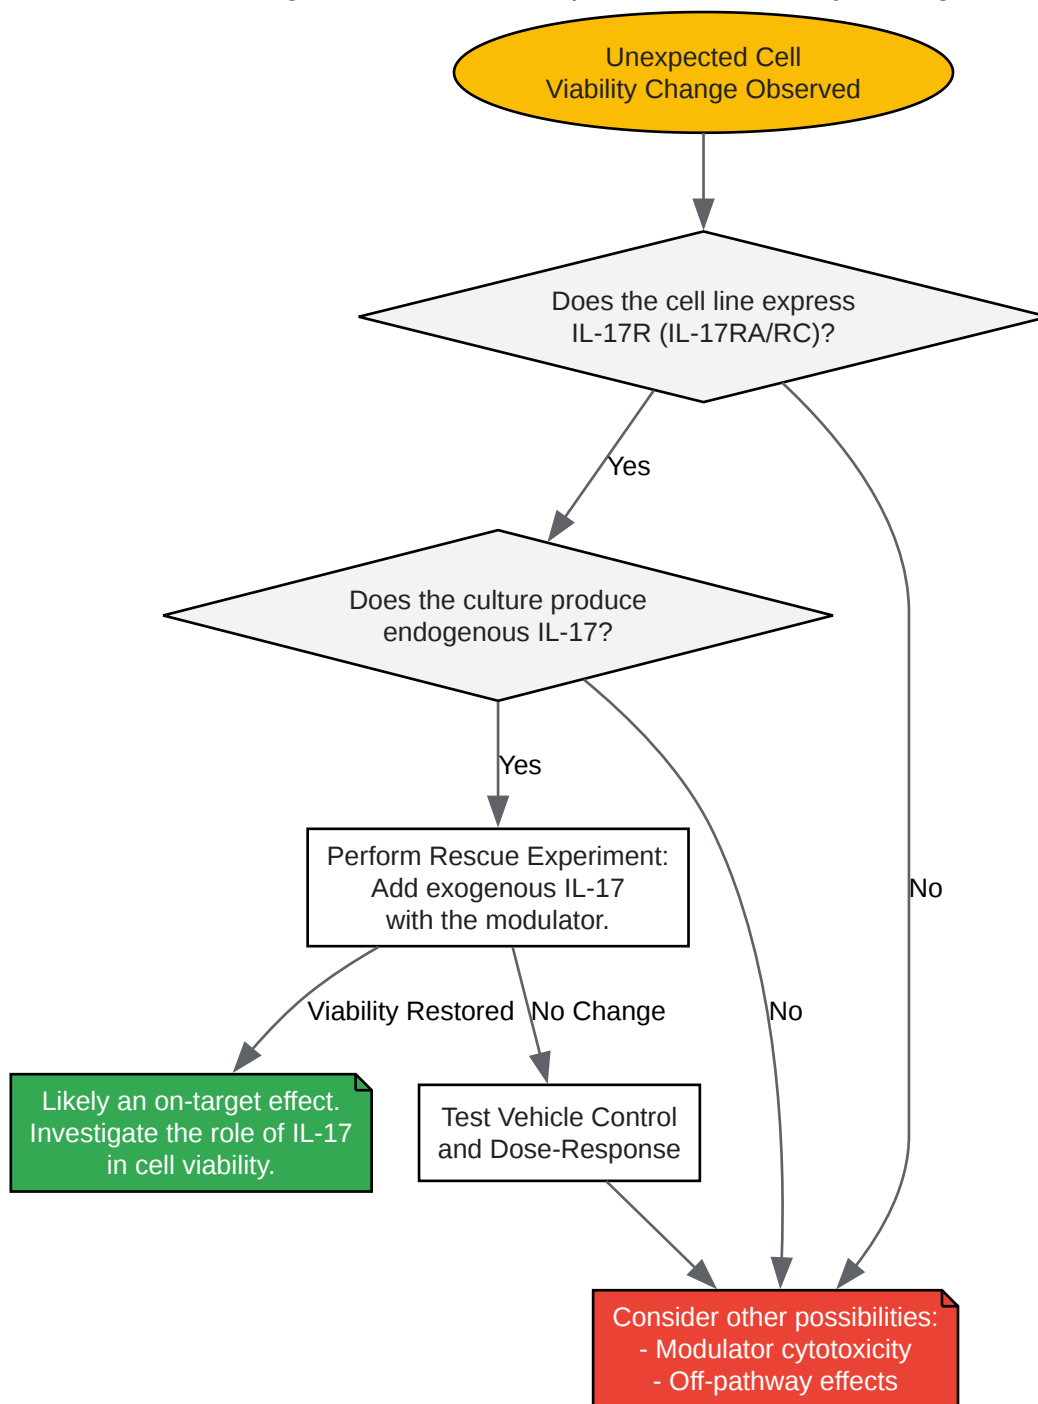 Unexpected Cell
Viability Change Observed
Does the cell line express
IL-17R (IL-17RA/RC)?
Yes
Does the culture produce
endogenous IL-17?
Yes
Perform Rescue Experiment:
Add exogenous IL-17
with the modulator.
No
Viability Restored
No Change
No
Likely an on-target effect.
Investigate the role of IL-17
in cell viability.
Test Vehicle Control
and Dose-Response
Consider other possibilities:
- Modulator cytotoxicity
- Off-pathway effects